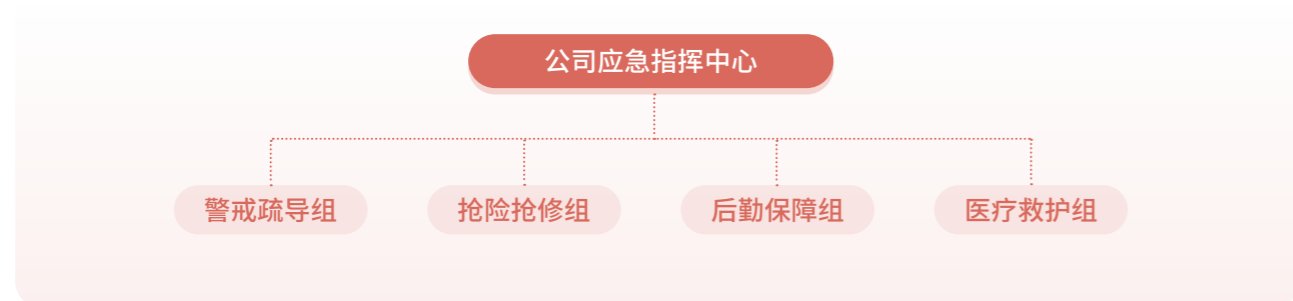 公司应急指挥中心
警戒疏导组
抢险抢修组
后勤保障组
医疗救护组